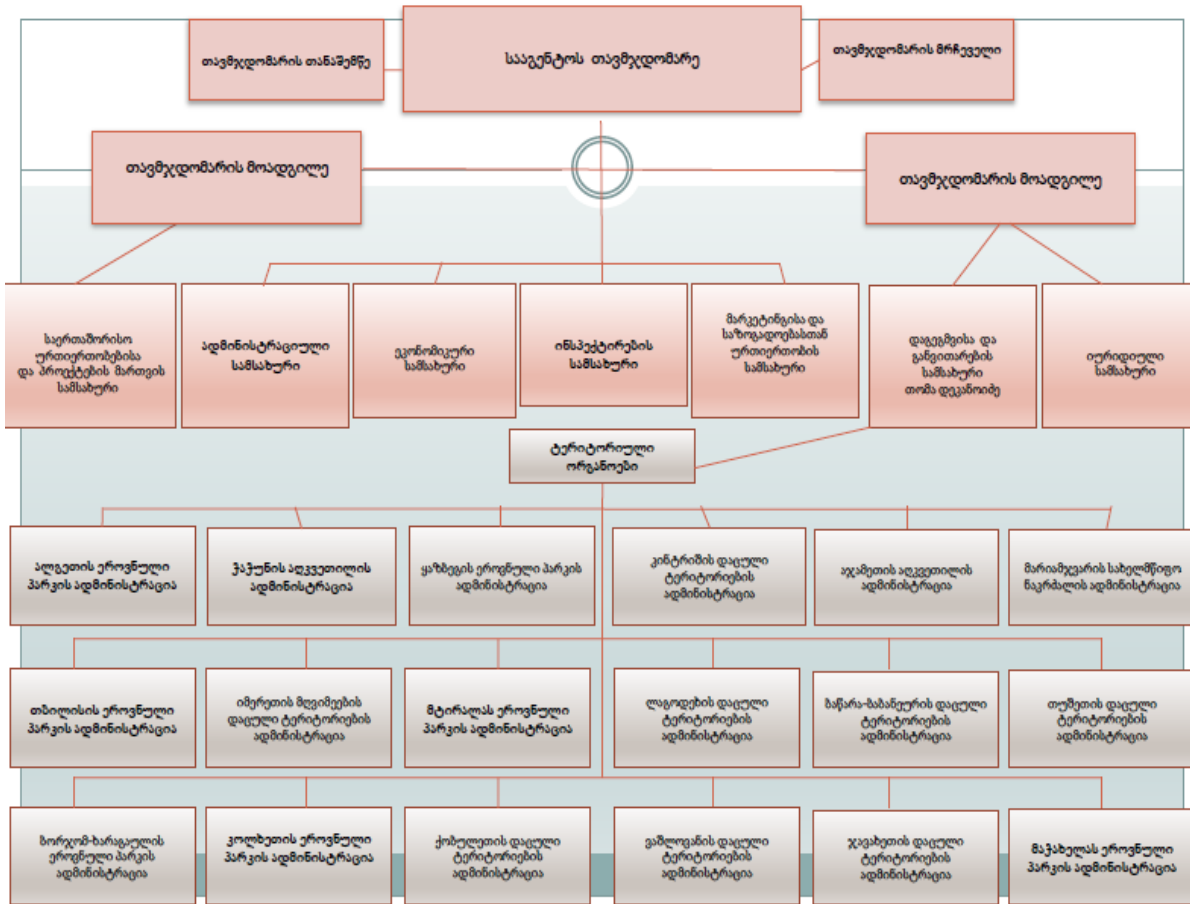 თავმჯდომარის თანაშემწე
სააგენტოს თავმჯდომარე
თავმჯდომარის მრჩეველი
თავმჯდომარის მოადგილე
თავმჯდომარის მოადგილე
საერთაშორისო
ურთიერთობებისა
და პროექტების მართვის
სამსახური
ადმინისტრაციული
სამსახური
ეკონომიკური
სამსახური
ინსპექტირების
სამსახური
მარკეტინგისა და
საზოგადოებასთან
ურთიერთობის
სამსახური
დაგეგმვისა და
განვითარების
სამსახური
თომა დეკანოიძე
იურიდიული
სამსახური
ტერიტორიული
ორგანოები
ალგეთის ეროვნული
პარკის ადმინისტრაცია
ჭაჭუნის აღკვეთილის
ადმინისტრაცია
ყაზბეგის ეროვნული პარკის
ადმინისტრაცია
კინტრიშის დაცული
ტერიტორიების
ადმინისტრაცია
აჯამეთის აღკვეთილის
ადმინისტრაცია
მარიამჯვარის სახელმწიფო
ნაკრძალის ადმინისტრაცია
თბილისის ეროვნული
პარკის ადმინისტრაცია
იმერეთის მღვიმეების
დაცული ტერიტორიების
ადმინისტრაცია
მტირალას ეროვნული
პარკის ადმინისტრაცია
ლაგოდეხის დაცული
ტერიტორიების
ადმინისტრაცია
ბაწარა-ბაბანეურის დაცული
ტერიტორიების
ადმინისტრაცია
თუშეთის დაცული
ტერიტორიების
ადმინისტრაცია
ბორჯომ-ხარაგაულის
ეროვნული პარკის
ადმინისტრაცია
კოლხეთის ეროვნული
პარკის ადმინისტრაცია
ქობულეთის დაცული
ტერიტორიების
ადმინისტრაცია
ვაშლოვანის დაცული
ტერიტორიების
ადმინისტრაცია
ჯავახეთის დაცული
ტერიტორიების
ადმინისტრაცია
მაჭახელას ეროვნული
პარკის ადმინისტრაცია